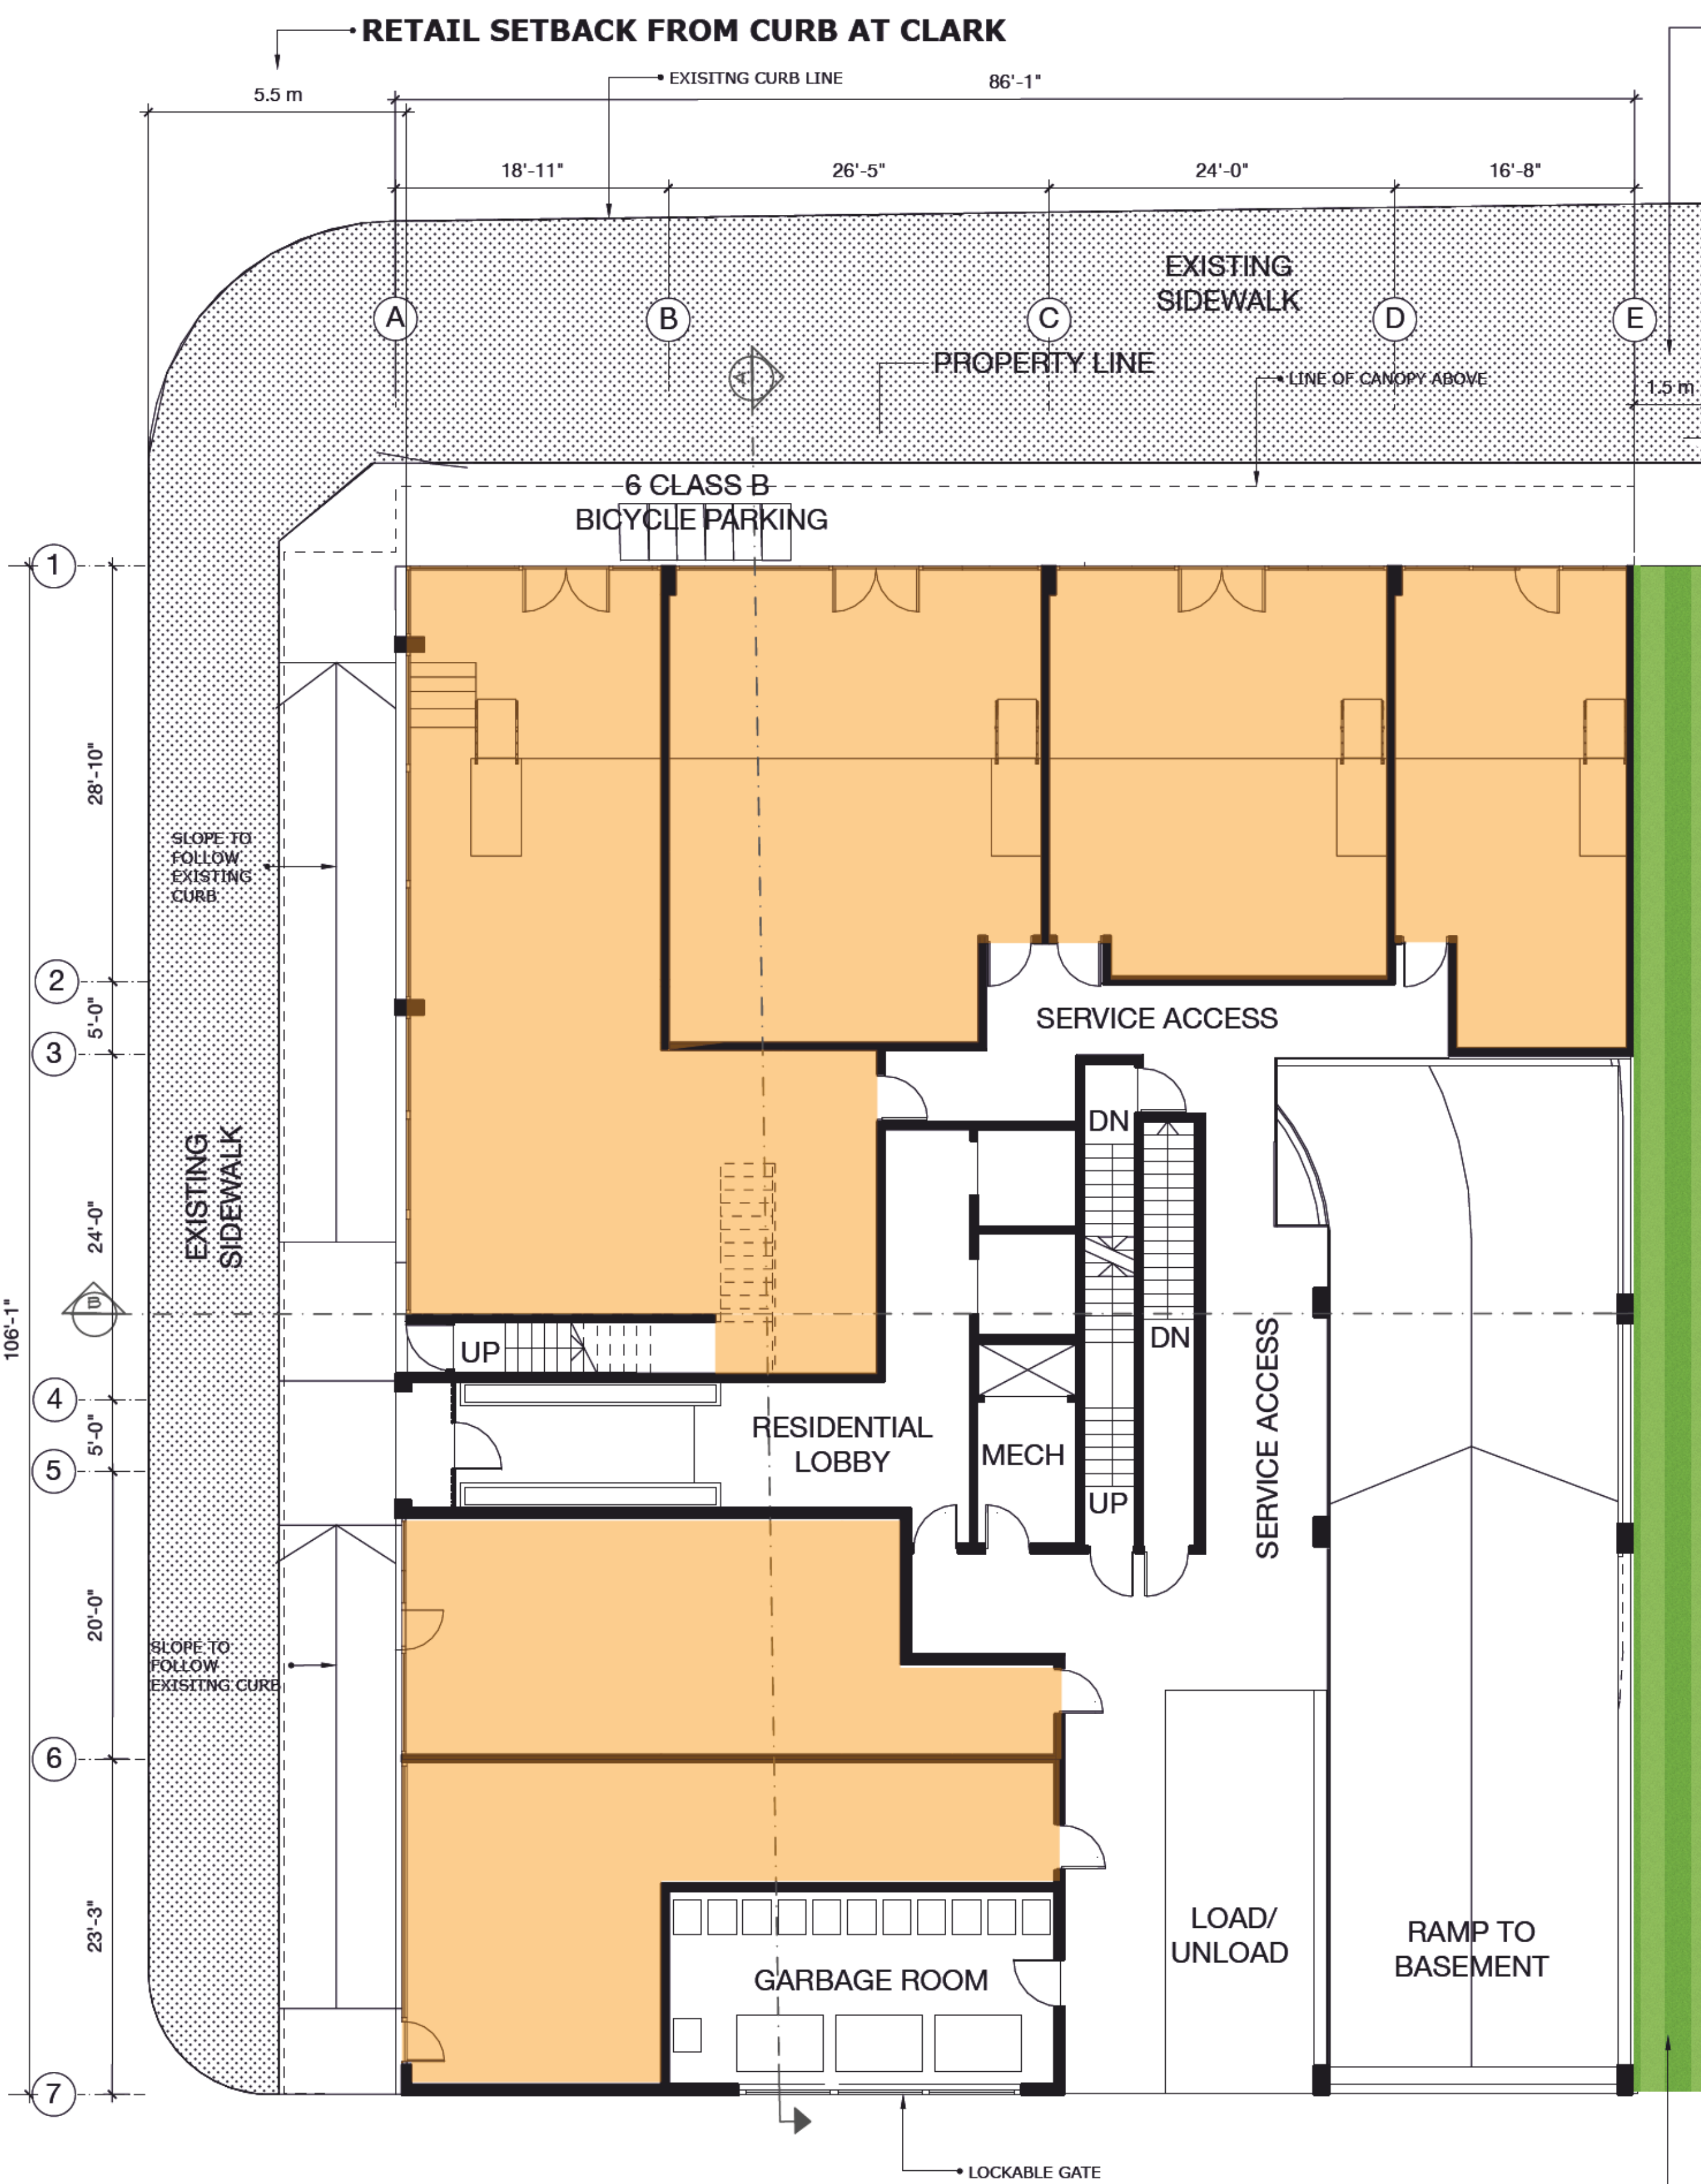 RETAIL SETBACK FROM CURB AT CLARK
EXISITNG CURB LINE
86'-1"
5.5 m
18'-11"
26'-5"
24'-0"
16'-8"
EXISTING
SIDEWALK
A
B
C
D
E
PROPERTY LINE
A
LINE OF CANOPY ABOVE
1.5 m
6 CLASS B
BICYCLE PARKING
1
28'-10"
SLOPE TO
FOLLOW
EXISTING
CURB
2
5'-0"
SERVICE ACCESS
3
DN
EXISTING
SIDEWALK
24'-0"
106'-1"
B
UP
DN
SERVICE ACCESS
4
5'-0"
RESIDENTIAL
LOBBY
MECH
5
UP
20'-0"
SLOPE TO
FOLLOW
EXISITNG CURB
6
23'-3"
LOAD/
UNLOAD
RAMP TO
BASEMENT
GARBAGE ROOM
7
LOCKABLE GATE